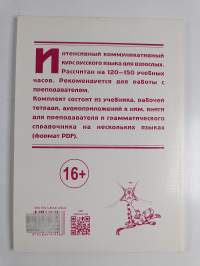 Интенсивный коммуникативный
курс русского языка для взрослых.
Рассчитан на 120–150 учебных
часов. Рекомендуется для работы с
преподавателем.
Комплект состоит из учебника, рабочей
тетради, аудиоприложений к ним, книги
для преподавателя и грамматического
справочника на нескольких языках
(формат PDF).
16+